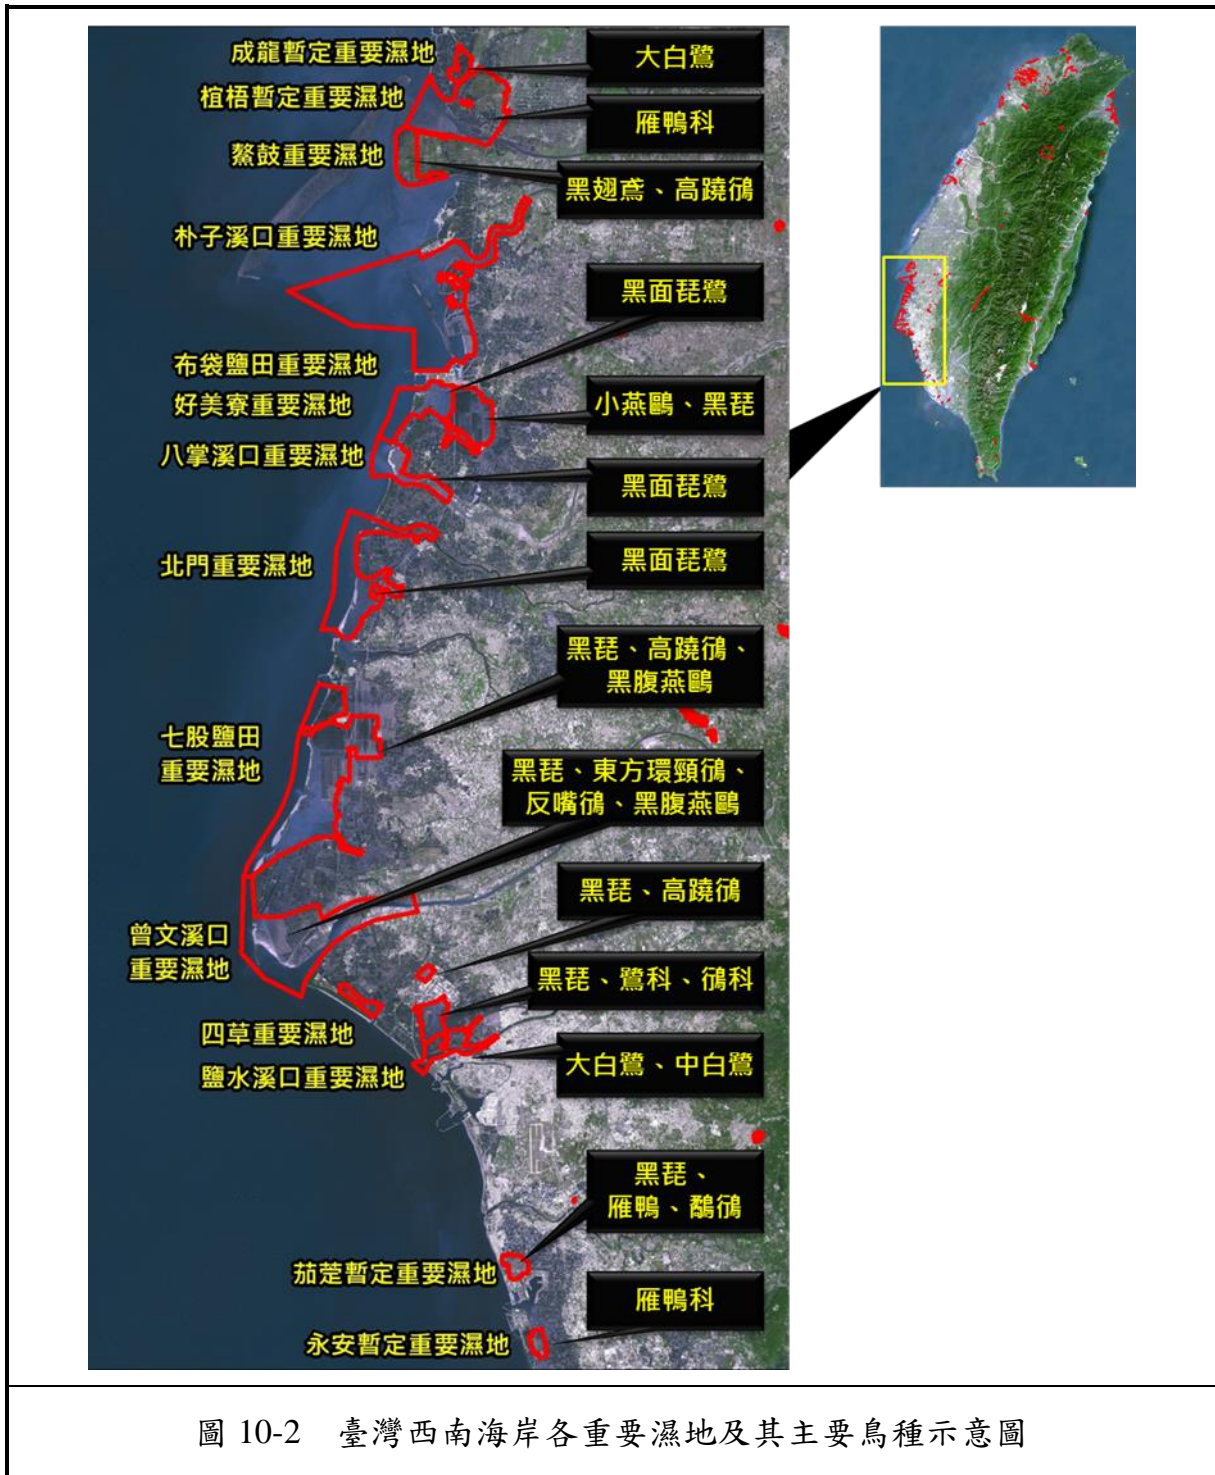 成龍暫定重要濕地
大白鷺
椬梧暫定重要濕地
雁鴨科
鰲鼓重要濕地
黑翅鳶、高蹺鴴
朴子溪口重要濕地
黑面琵鷺
布袋鹽田重要濕地
好美寮重要濕地
小燕鷗、黑琵
八掌溪口重要濕地
黑面琵鷺
北門重要濕地
黑面琵鷺
黑琵、高蹺鴴、
黑腹燕鷗
七股鹽田
重要濕地
黑琵、東方環頸鴴、
反嘴鴴、黑腹燕鷗
黑琵、高蹺鴴
曾文溪口
重要濕地
黑琵、鷺科、鴴科
四草重要濕地
大白鷺、中白鷺
鹽水溪口重要濕地
黑琵、
雁鴨、鷸鴴
茄萣暫定重要濕地
雁鴨科
永安暫定重要濕地
圖 10-2 臺灣西南海岸各重要濕地及其主要鳥種示意圖